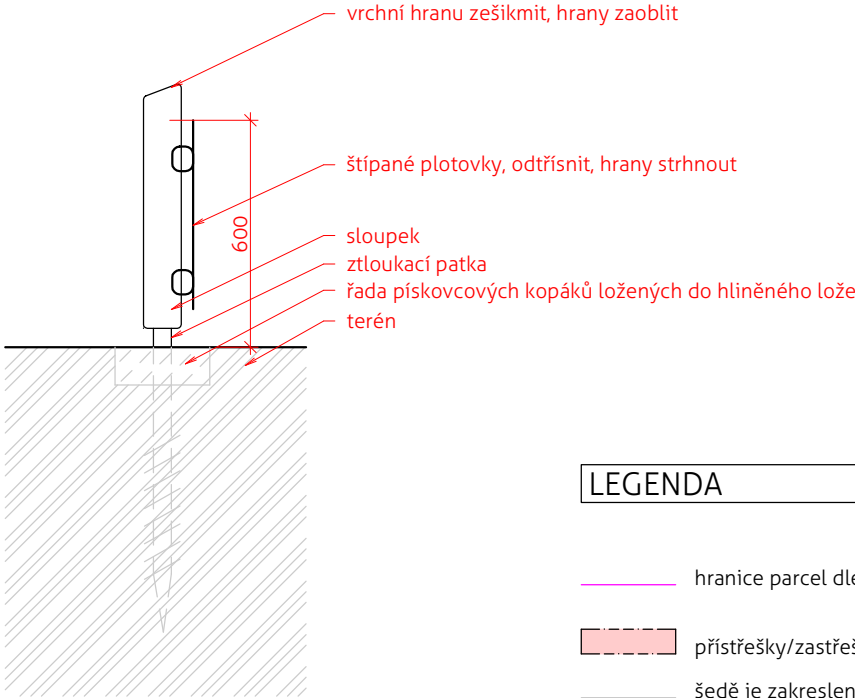 vrchní hranu zešikmit, hrany zaoblit
štípané plotovky, odtřísnit, hrany strhnout
600
sloupek
ztloukací patka
řada pískovcových kopáků ložených do hliněného lože
terén
LEGENDA
hranice parcel dle
přístřešky/zastřeš
šedě je zakreslen